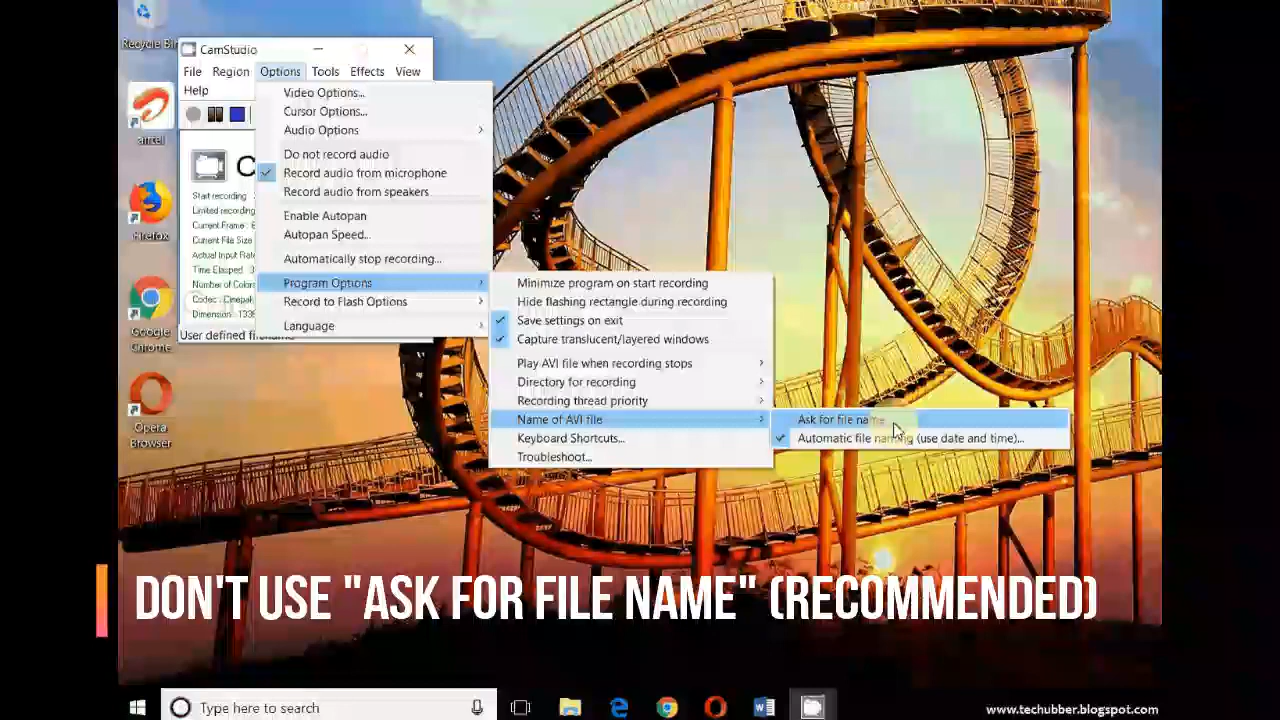 Recycle Bin
airtel
Firefox
Google
Chrome
Opera
Browser
CamStudio
File Region Options Tools Effects View
Help
C
Start recording
Limited recording
Current Frame :
Current File Size
Actual Input Rate
Time Elapsed
Number of Colors
Codec : Cinepak
Dimension :
User defined filename
Video Options...
Cursor Options...
Audio Options
Do not record audio
Record audio from microphone
Record audio from speakers
Enable Autopan
Autopan Speed...
Automatically stop recording...
Program Options
Record to Flash Options
Language
Minimize program on start recording
Hide flashing rectangle during recording
Save settings on exit
Capture translucent/layered windows
Play AVI file when recording stops
Directory for recording
Recording thread priority
Name of AVI file
Keyboard Shortcuts...
Troubleshoot...
Ask for file name
Automatic file naming (use date and time)...
DON'T USE "ASK FOR FILE NAME" (RECOMMENDED)
Type here to search
www.techubber.blogspot.com